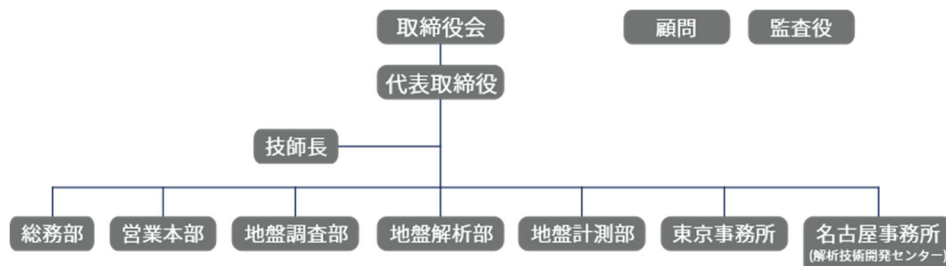 取締役会
顧問
監査役
代表取締役
技師長
総務部
営業本部
地盤調査部
地盤解析部
地盤計測部
東京事務所
名古屋事務所
(解析技術開発センター)